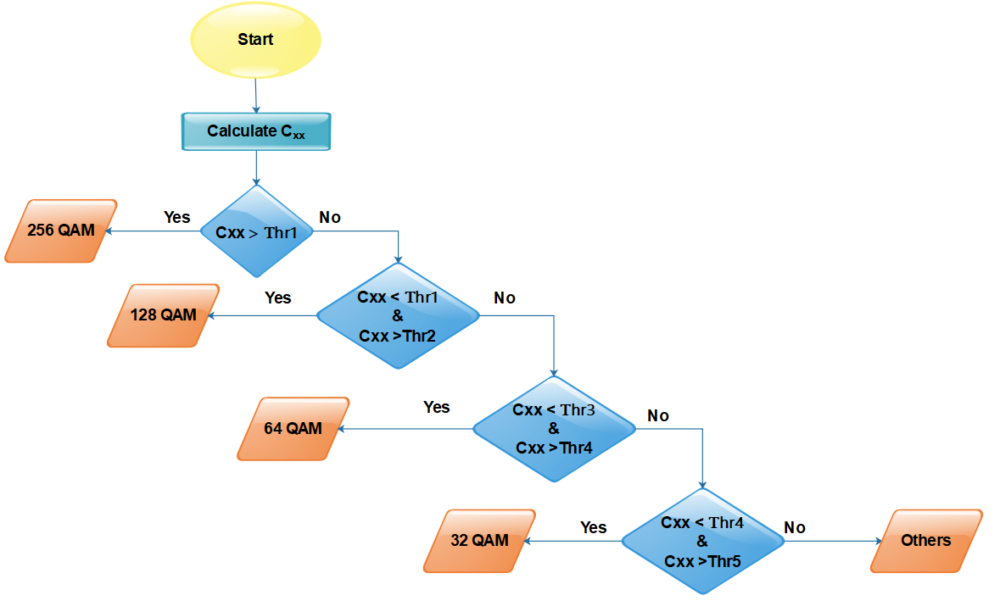 Start
Calculate Cxx
Yes
No
256 QAM
Cxx > Thr1
Yes
No
128 QAM
Cxx < Thr1
&
Cxx >Thr2
Yes
No
64 QAM
Cxx < Thr3
&
Cxx >Thr4
Yes
No
32 QAM
Cxx < Thr4
&
Cxx >Thr5
Others